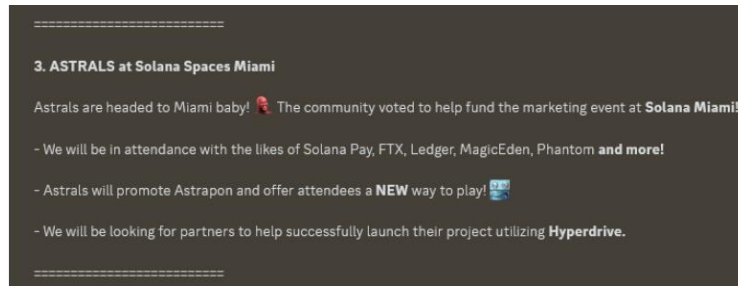 ==========================
3. ASTRALS at Solana Spaces Miami
Astrals are headed to Miami baby! The community voted to help fund the marketing event at Solana Miami!
- We will be in attendance with the likes of Solana Pay, FTX, Ledger, MagicEden, Phantom and more!
- Astrals will promote Astrapon and offer attendees a NEW way to play!
- We will be looking for partners to help successfully launch their project utilizing Hyperdrive.
==========================